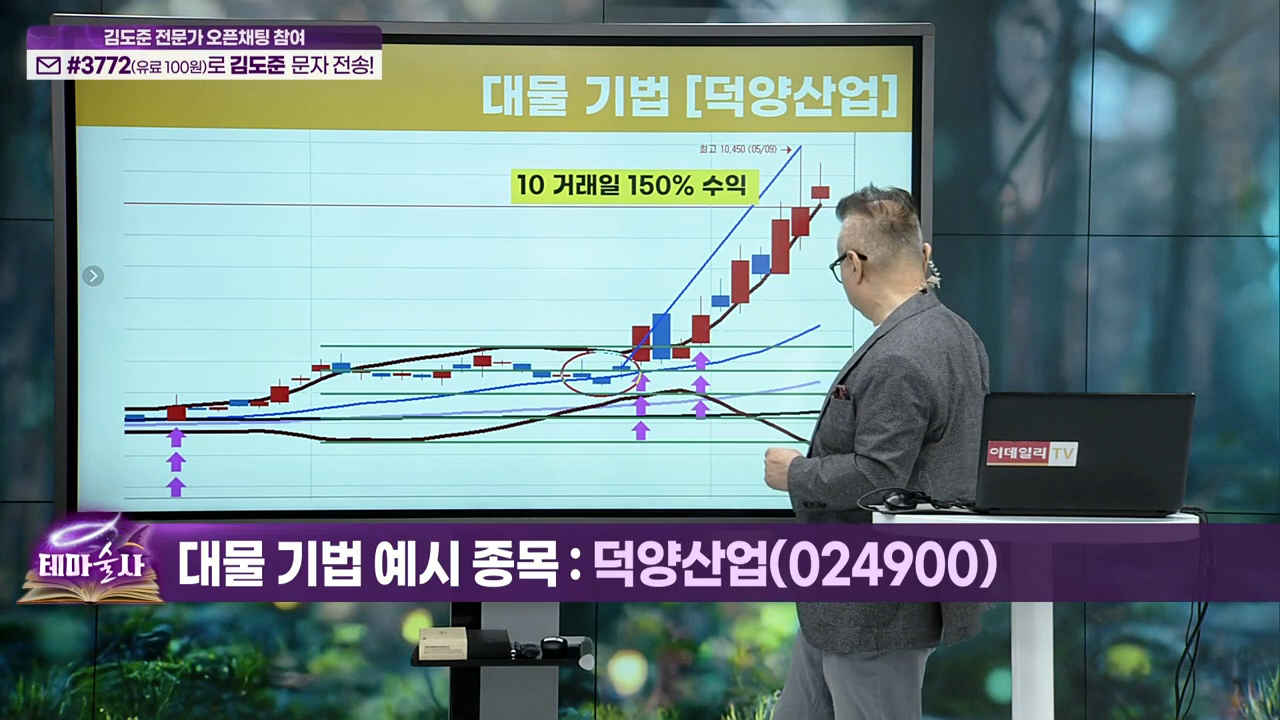 김도준 전문가 오픈채팅 참여
#3772(유료 100원)로 김도준 문자 전송!
대물 기법 [덕양산업]
최고 10,450 (05/09)
10 거래일 150% 수익
이데일리TV
테마술사
대물 기법 예시 종목 : 덕양산업(024900)